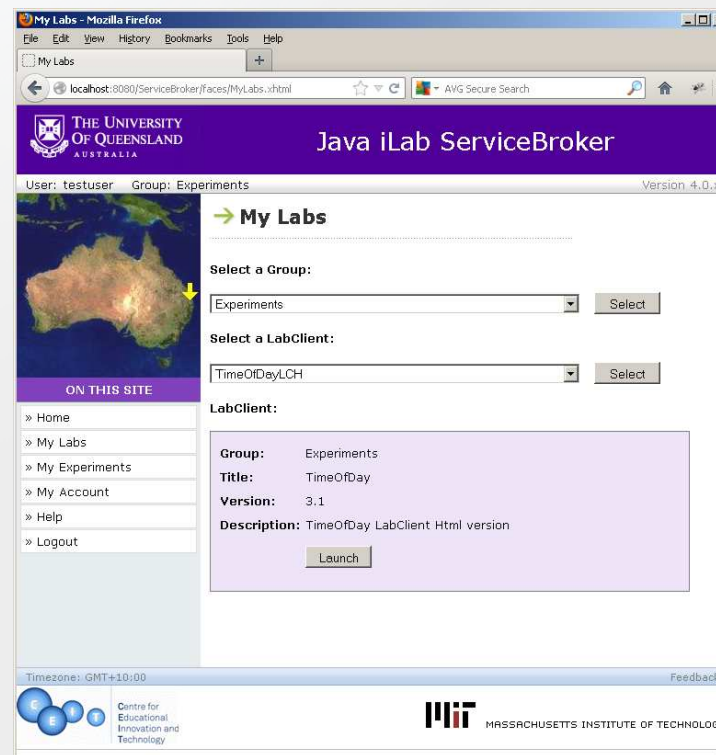 My Labs - Mozilla Firefox
File Edit View History Bookmarks Tools Help
My Labs +
localhost:8080/ServiceBroker/faces/MyLabs.xhtml
AVG Secure Search
THE UNIVERSITY
OF QUEENSLAND
AUSTRALIA
Java iLab ServiceBroker
User: testuser Group: Experiments
Version 4.0.
My Labs
Select a Group:
Experiments Select
Select a LabClient:
TimeOfDayLCH Select
LabClient:
ON THIS SITE
» Home
» My Labs
» My Experiments
» My Account
» Help
» Logout
Group: Experiments
Title: TimeOfDay
Version: 3.1
Description: TimeOfDay LabClient Html version
Launch
Timezone: GMT+10:00
Feedback
C E I T
Centre for
Educational
Innovation and
Technology
MIT
MASSACHUSETTS INSTITUTE OF TECHNOLOG